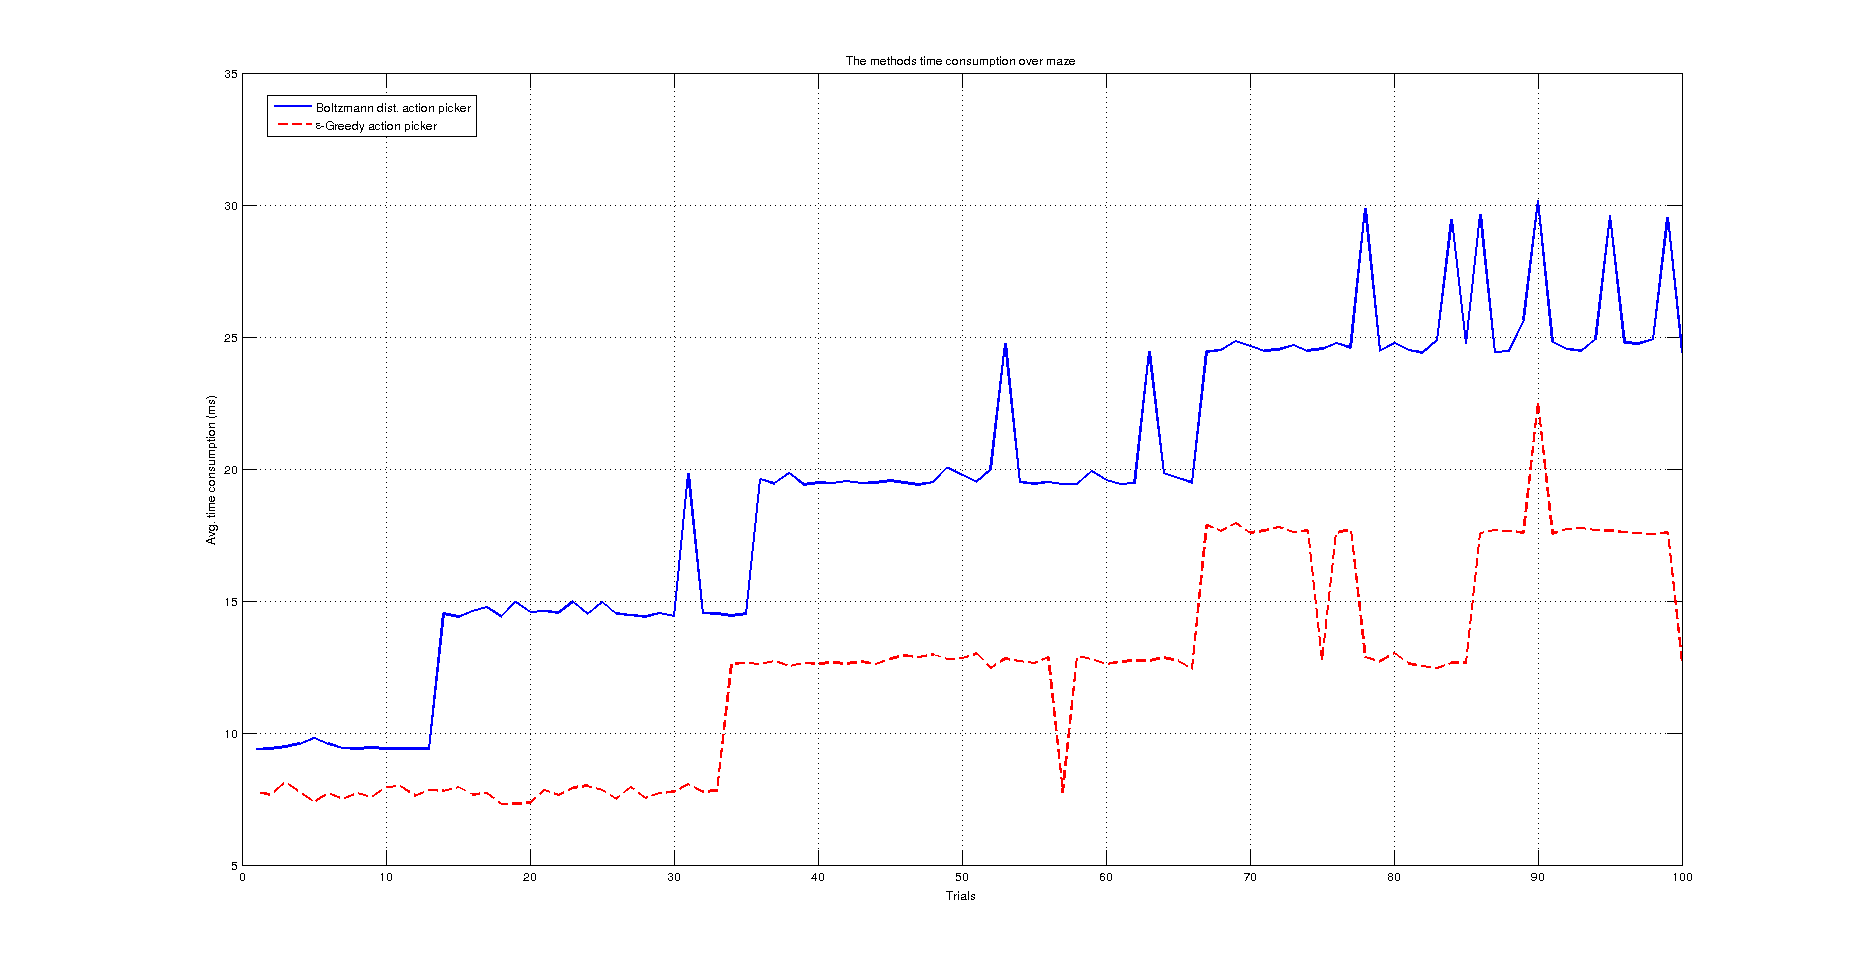 The methods time consumption over maze
Boltzmann dist. action picker
ε-Greedy action picker
35
30
25
20
15
10
5
Avg. time consumption (ms)
0 10 20 30 40 50 60 70 80 90 100
Trials